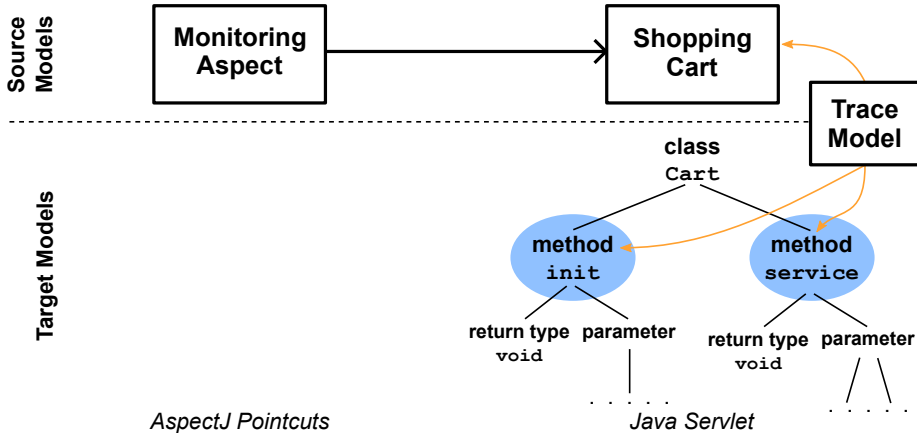 Source
Models
Monitoring
Aspect
Shopping
Cart
Trace
Model
Target Models
class
Cart
method
init
method
service
return type
void
parameter
return type
void
parameter
. . . . .
. . . . .
AspectJ Pointcuts
Java Servlet